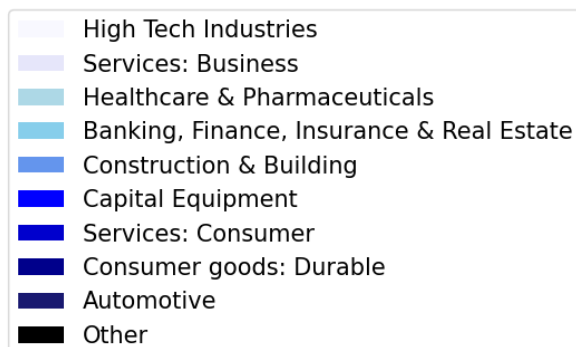 High Tech Industries
Services: Business
Healthcare & Pharmaceuticals
Banking, Finance, Insurance & Real Estate
Construction & Building
Capital Equipment
Services: Consumer
Consumer goods: Durable
Automotive
Other